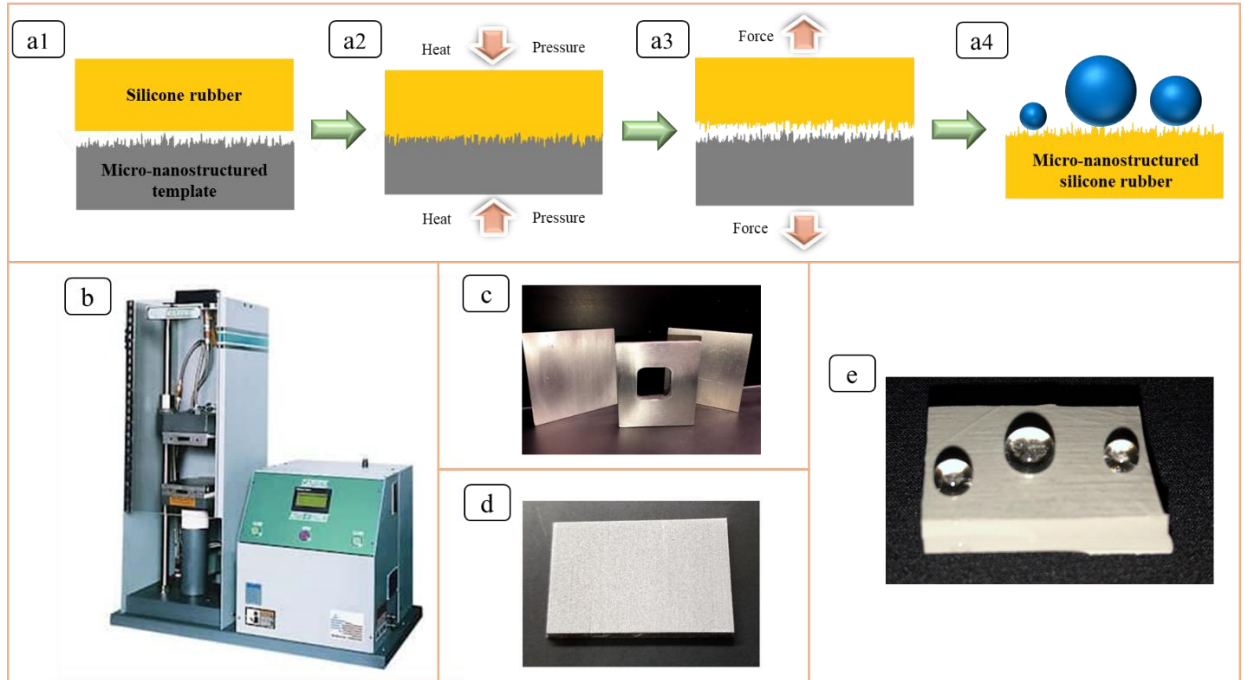 a1
Silicone rubber
Micro-nanostructured
template
a2
Heat
Pressure
Heat
Pressure
a3
Force
Force
a4
Micro-nanostructured
silicone rubber
b
c
d
e